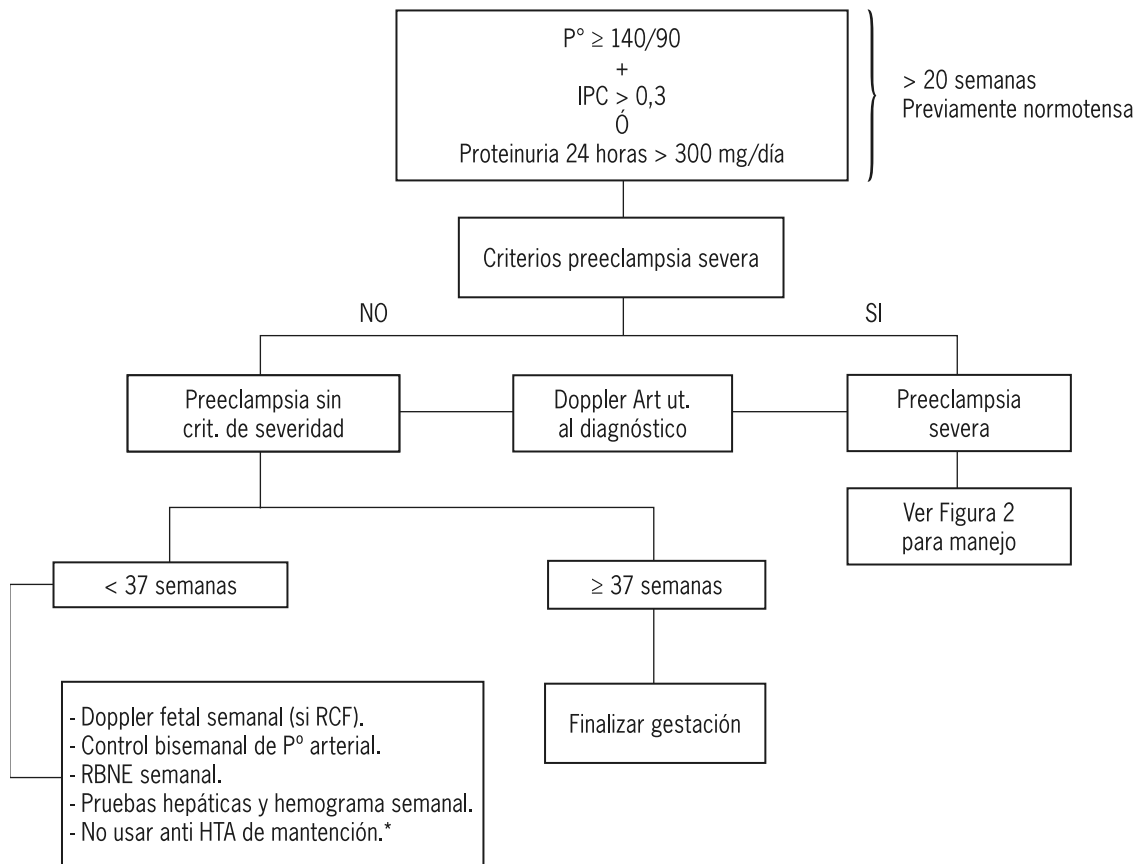 P° ≥ 140/90
+
IPC > 0,3
Ó
Proteinuria 24 horas > 300 mg/día
> 20 semanas
Previamente normotensa
Criterios preeclampsia severa
NO
SI
Preeclampsia sin
crit. de severidad
Doppler Art ut.
al diagnóstico
Preeclampsia
severa
Ver Figura 2
para manejo
< 37 semanas
≥ 37 semanas
- Doppler fetal semanal (si RCF).
- Control bisemanal de Pº arterial.
- RBNE semanal.
- Pruebas hepáticas y hemograma semanal.
- No usar anti HTA de mantención.*
Finalizar gestación